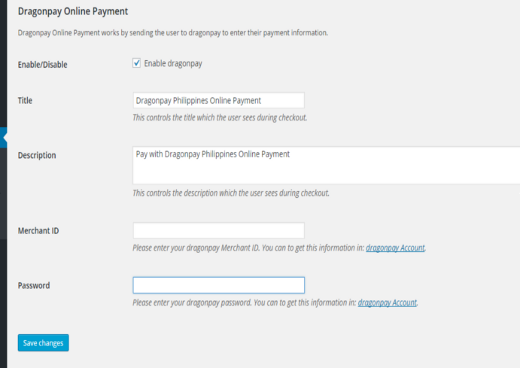 Dragonpay Online Payment
Dragonpay Online Payment works by sending the user to dragonpay to enter their payment information.
Enable/Disable
Enable dragonpay
Title
Dragonpay Philippines Online Payment
This controls the title which the user sees during checkout.
Description
Pay with Dragonpay Philippines Online Payment
This controls the description which the user sees during checkout.
Merchant ID
Please enter your dragonpay Merchant ID. You can to get this information in: dragonpay Account.
Password
Please enter your dragonpay password. You can to get this information in: dragonpay Account.
Save changes